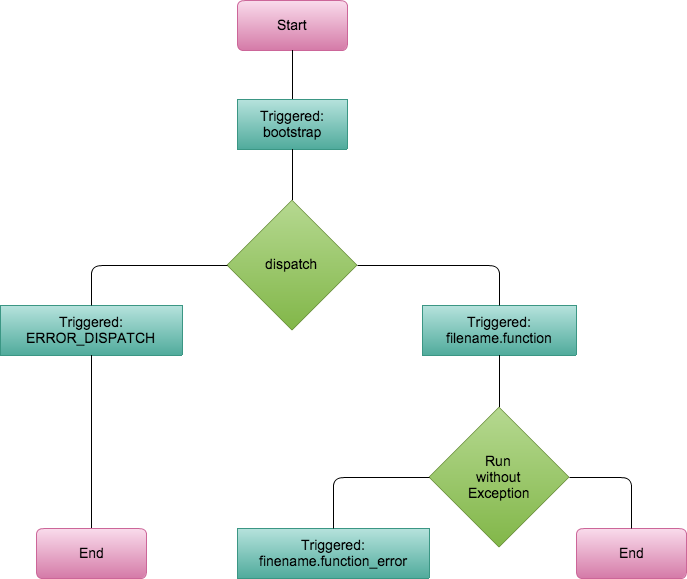 Start
Triggered:
bootstrap
dispatch
Triggered:
ERROR_DISPATCH
Triggered:
filename.function
Run
without
Exception
End
Triggered:
finename.function_error
End